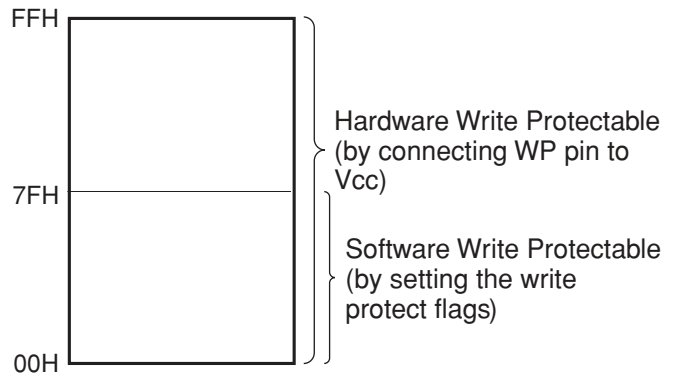 FFH
Hardware Write Protectable
(by connecting WP pin to
Vcc)
7FH
Software Write Protectable
(by setting the write
protect flags)
00H